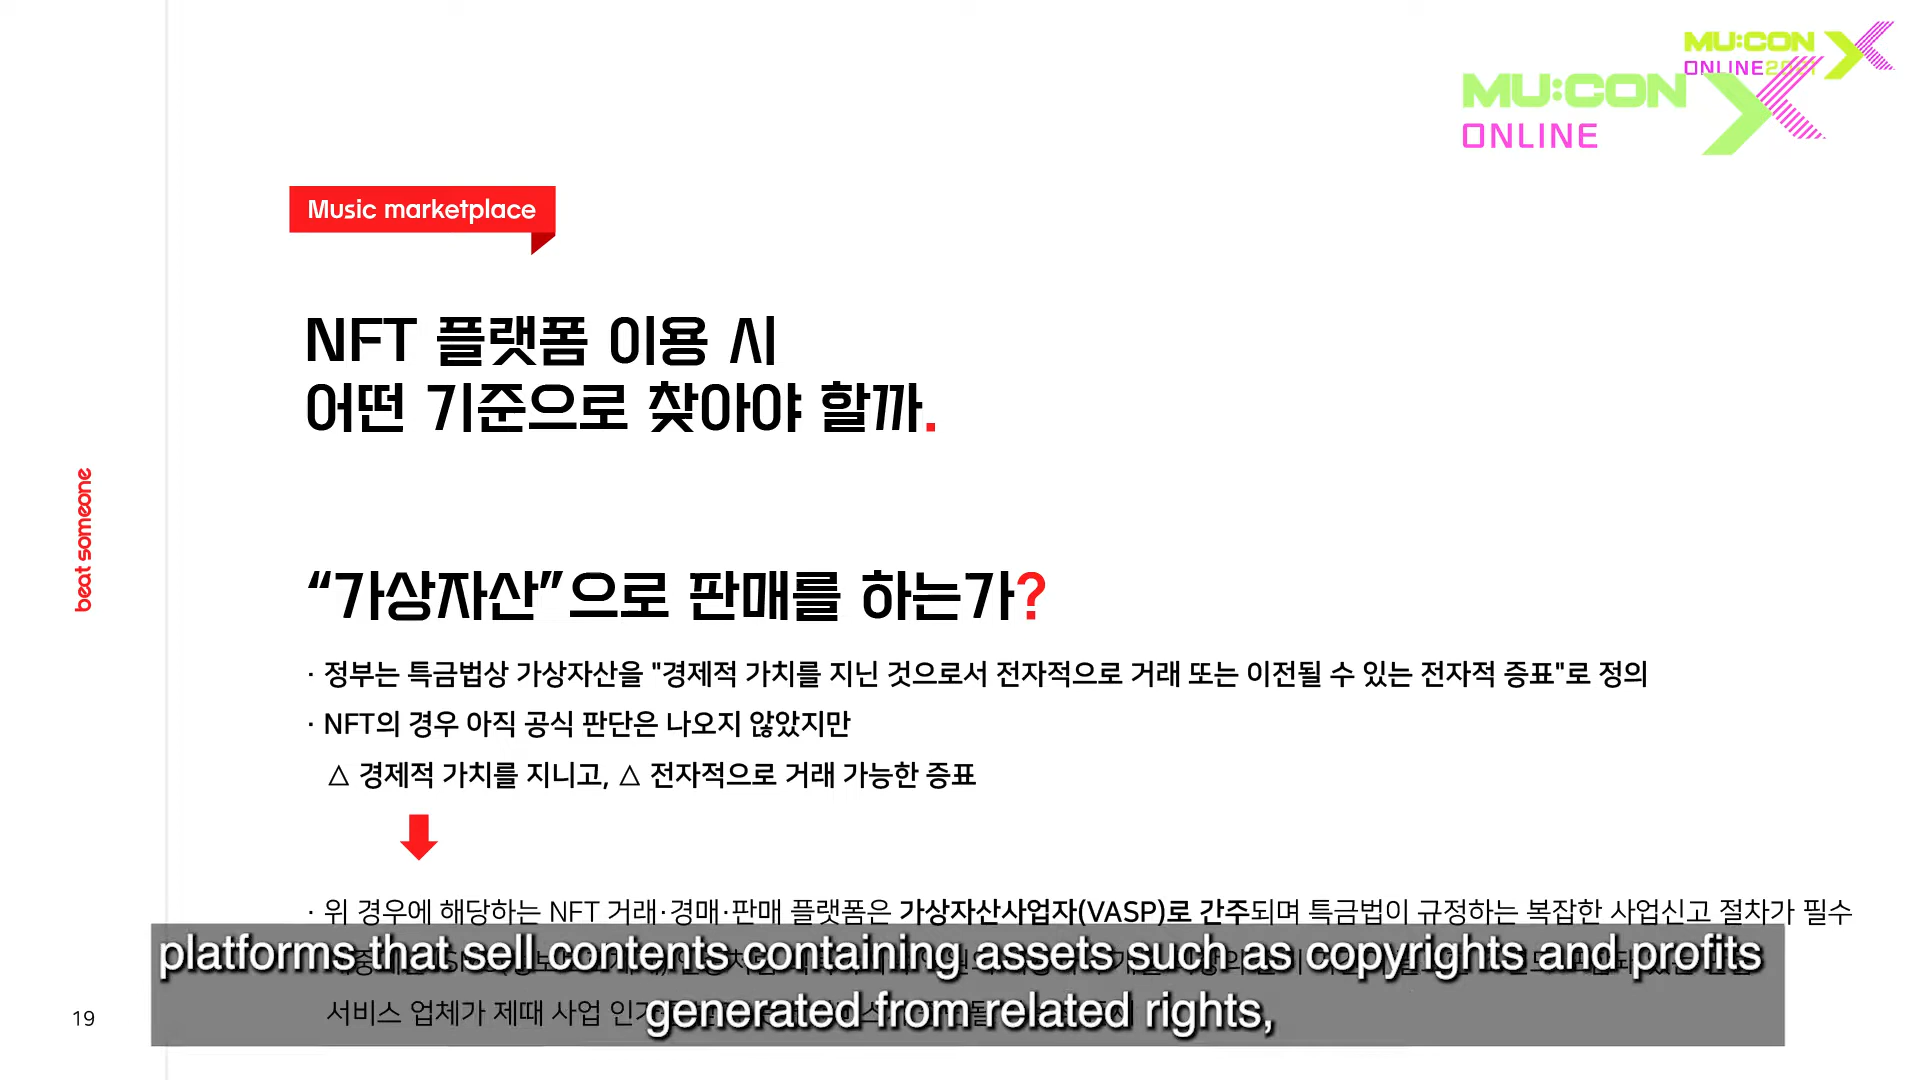 MU:CON
ONLINE
MU:CON
ONLINE
Music marketplace
NFT 플랫폼 이용 시
어떤 기준으로 찾아야 할까.
beat someone
“가상자산”으로 판매를 하는가?
· 정부는 특금법상 가상자산을 "경제적 가치를 지닌 것으로서 전자적으로 거래 또는 이전될 수 있는 전자적 증표"로 정의
· NFT의 경우 아직 공식 판단은 나오지 않았지만
△ 경제적 가치를 지니고, △ 전자적으로 거래 가능한 증표
· 위 경우에 해당하는 NFT 거래·경매·판매 플랫폼은 가상자산사업자(VASP)로 간주되며 특금법이 규정하는 복잡한 사업신고 절차가 필수
서비스 업체가 제때 사업
platforms that sell contents containing assets such as copyrights and profits
generated from related rights,
19